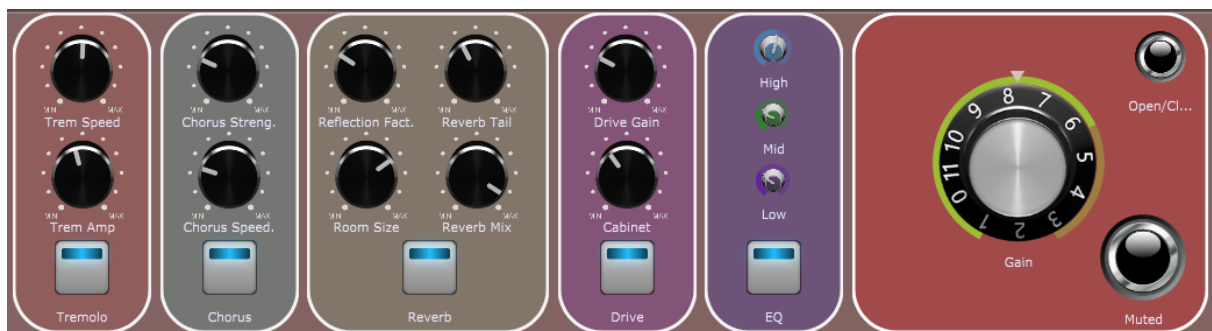 MIN MAX
Trem Speed
MIN MAX
Trem Amp
Tremolo
MIN MAX
Chorus Streng.
MIN MAX
Chorus Speed.
Chorus
MIN MAX
Reflection Fact.
MIN MAX
Reverb Tail
MIN MAX
Room Size
MIN MAX
Reverb Mix
Reverb
MIN MAX
Drive Gain
MIN MAX
Cabinet
Drive
High
Mid
Low
EQ
0 11 10 9 8 7 6 5 4 3 2 1
Gain
Open/Cl...
Muted